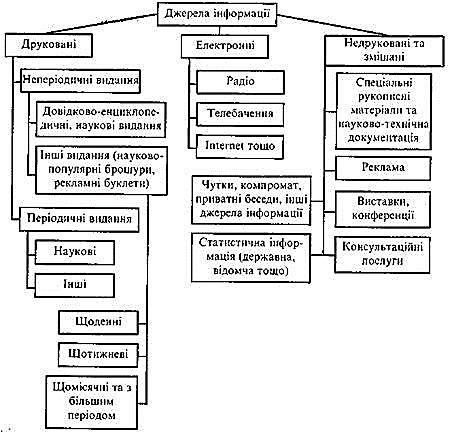 Джерела інформації
Друковані
Неперіодичні видання
Довідково-енциклопе-
дичні, наукові видання
Інші видання (науково-
популярні брошури,
рекламні буклети)
Періодичні видання
Наукові
Інші
Щоденні
Щотижневі
Щомісячні та з
більшим
періодом
Електронні
Радіо
Телебачення
Internet тощо
Чутки, компромат,
приватні беседи, інші
джерела інформації
Статистична інфор-
мація (державна,
відомча тощо)
Недруковані та
змішані
Спеціальні
рукописні
матеріали та
науково-технічна
документація
Реклама
Виставки,
конференції
Консультаційні
послуги